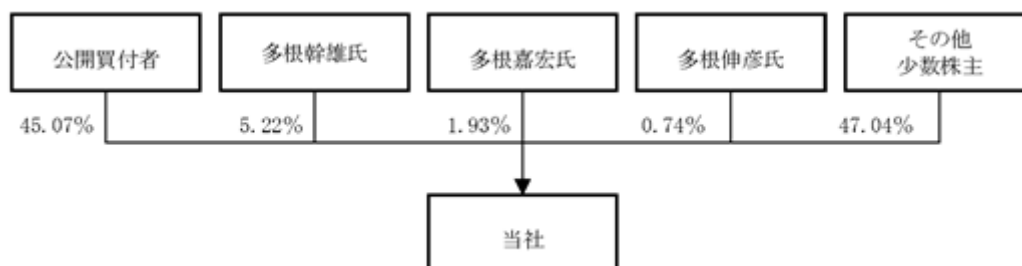 公開買付者
多根幹雄氏
多根嘉宏氏
多根伸彦氏
その他
少数株主
45.07%
5.22%
1.93%
0.74%
47.04%
当社